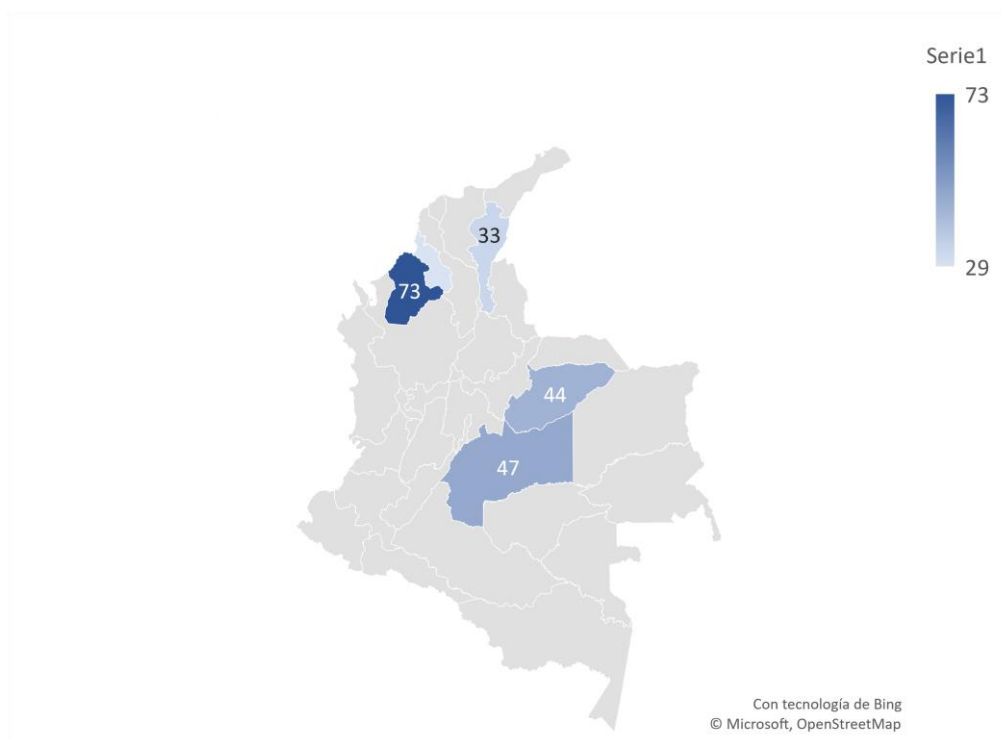 Serie1
73
29
33
73
44
47
Con tecnología de Bing
© Microsoft, OpenStreetMap